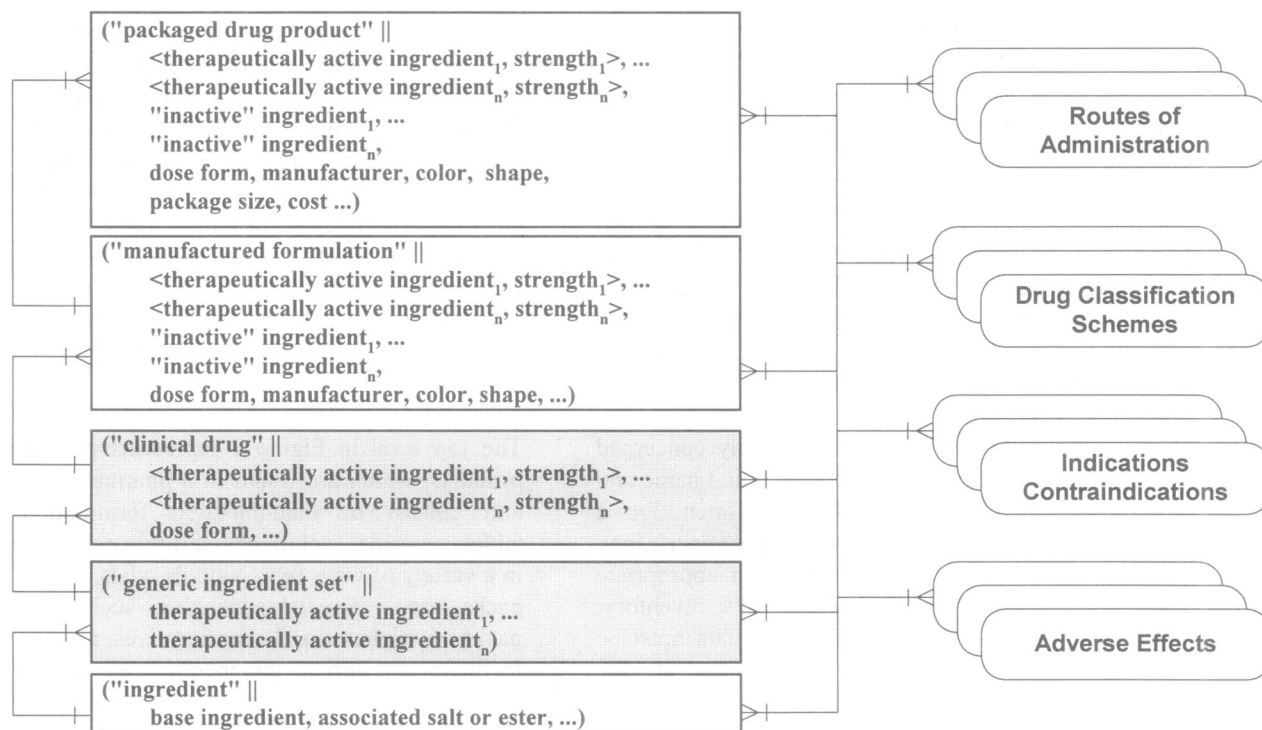 ("packaged drug product" ||
<therapeutically active ingredient₁, strength₁>, ...
<therapeutically active ingredientₙ, strengthₙ>,
"inactive" ingredient₁, ...
"inactive" ingredientₙ,
dose form, manufacturer, color, shape,
package size, cost ...)
("manufactured formulation" ||
<therapeutically active ingredient₁, strength₁>, ...
<therapeutically active ingredientₙ, strengthₙ>,
"inactive" ingredient₁, ...
"inactive" ingredientₙ,
dose form, manufacturer, color, shape, ...)
("clinical drug" ||
<therapeutically active ingredient₁, strength₁>, ...
<therapeutically active ingredientₙ, strengthₙ>,
dose form, ...)
("generic ingredient set" ||
therapeutically active ingredient₁, ...
therapeutically active ingredientₙ)
("ingredient" ||
base ingredient, associated salt or ester, ...)
Routes of
Administration
Drug Classification
Schemes
Indications
Contraindications
Adverse Effects